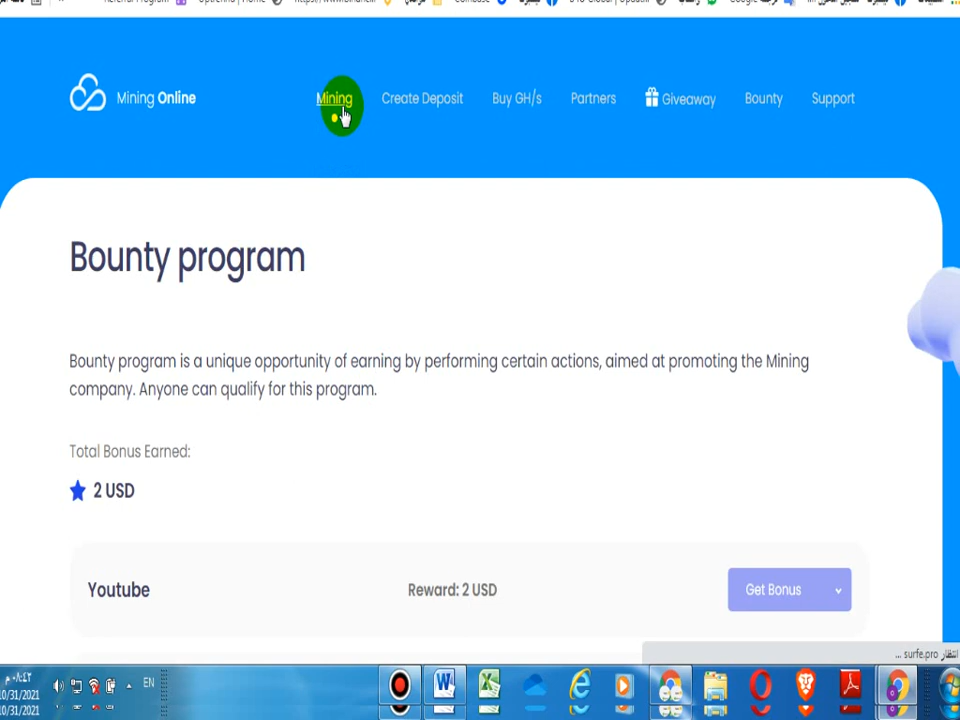 Mining Online
Mining
Create Deposit
Buy GH/s
Partners
Giveaway
Bounty
Support
Bounty program
Bounty program is a unique opportunity of earning by performing certain actions, aimed at promoting the Mining
company. Anyone can qualify for this program.
Total Bonus Earned:
2 USD
Youtube
Reward: 2 USD
Get Bonus
انتظار surfe.pro ...
EN
10/31/2021
10/31/2021